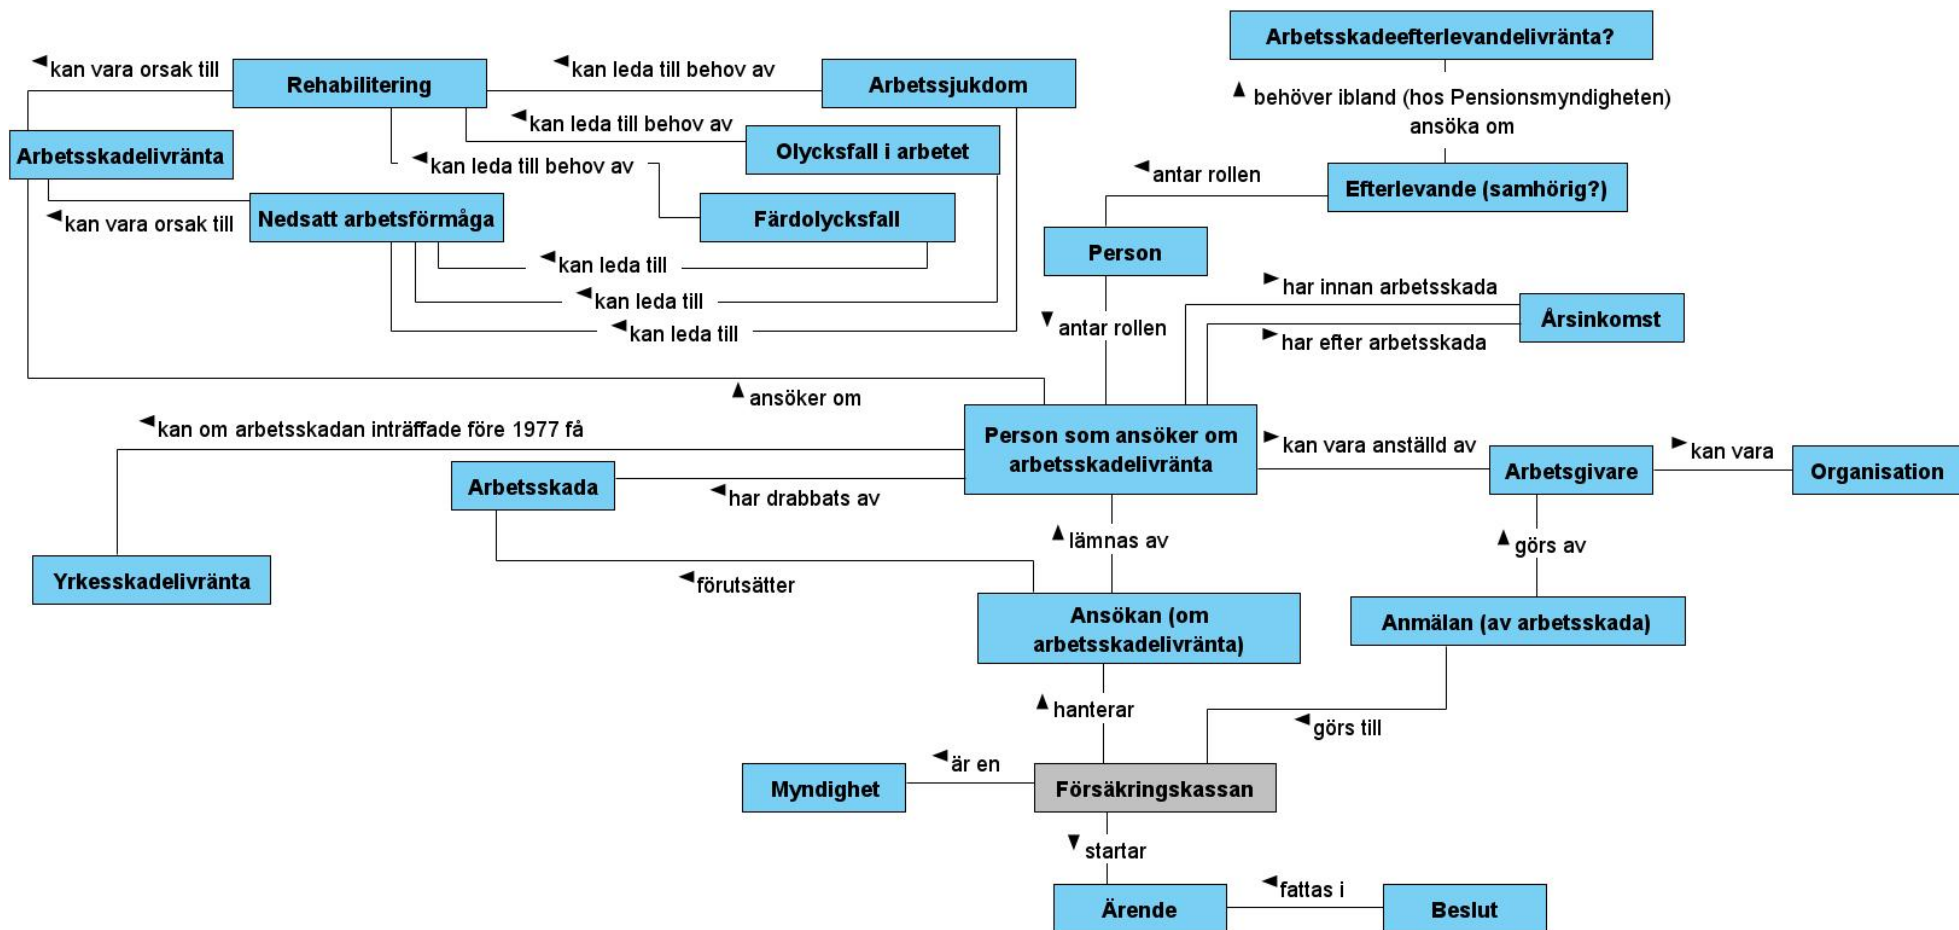 Arbetsskadeefterlevandelivränta?
◄kan vara orsak till
◄kan leda till behov av
Rehabilitering
Arbetssjukdom
▲ behöver ibland (hos Pensionsmyndigheten)
ansöka om
◄kan leda till behov av
Arbetsskadelivränta
Olycksfall i arbetet
◄kan leda till behov av
◄antar rollen
Efterlevande (samhörig?)
◄kan vara orsak till
Nedsatt arbetsförmåga
Färdolycksfall
Person
◄kan leda till
►har innan arbetsskada
◄kan leda till
Årsinkomst
◄kan leda till
▼antar rollen
►har efter arbetsskada
▲ansöker om
◄kan om arbetsskadan inträffade före 1977 få
Person som ansöker om
arbetsskadelivränta
►kan vara anställd av
►kan vara
Arbetsgivare
Organisation
Arbetsskada
◄har drabbats av
▲lämnas av
▲görs av
Yrkesskadelivränta
◄förutsätter
Ansökan (om
arbetsskadelivränta)
Anmälan (av arbetsskada)
▲hanterar
◄görs till
◄är en
Myndighet
Försäkringskassan
▼startar
◄fattas i
Ärende
Beslut